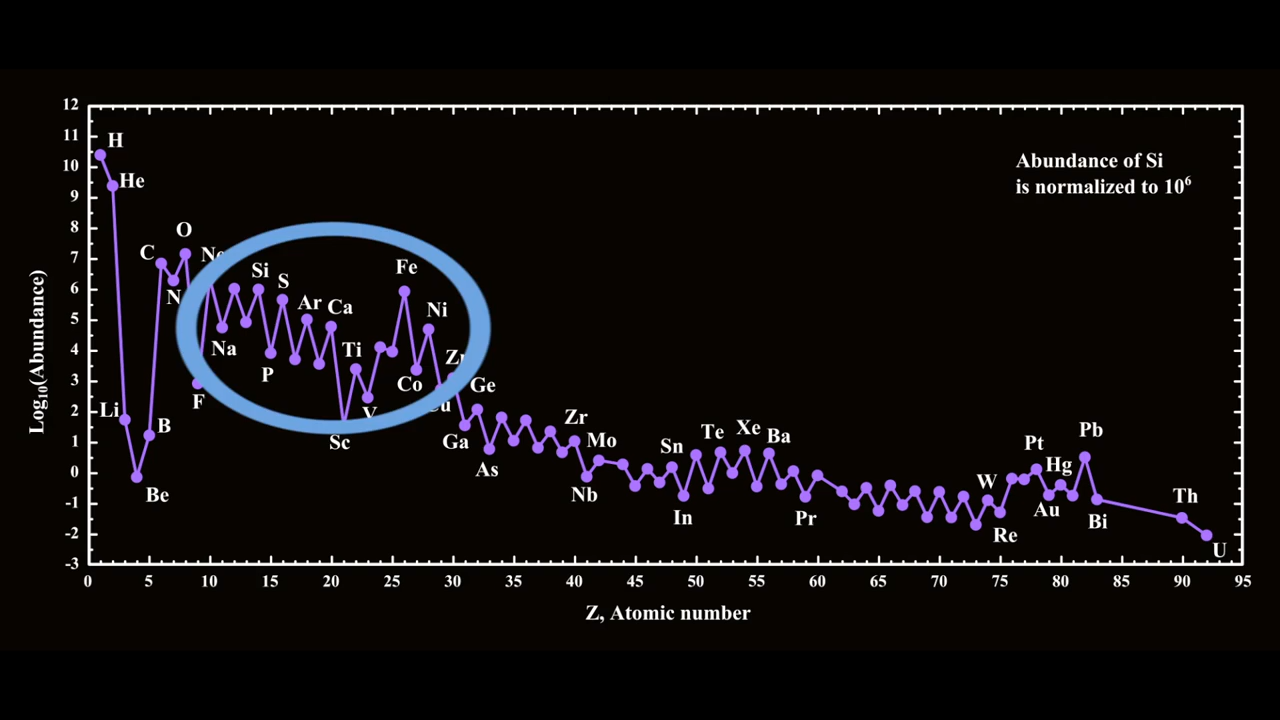 12
11
10
9
8
7
6
5
4
3
2
1
0
-1
-2
-3
Log10(Abundance)
Abundance of Si
is normalized to 10⁶
H
He
Li
Be
B
C
N
O
F
Na
Si
P
S
Ar
Ca
Sc
Ti
V
Fe
Co
Ni
Ga
Ge
As
Zr
Nb
Mo
In
Sn
Te
Xe
Ba
Pr
W
Re
Pt
Au
Hg
Pb
Bi
Th
U
0 5 10 15 20 25 30 35 40 45 50 55 60 65 70 75 80 85 90 95
Z, Atomic number